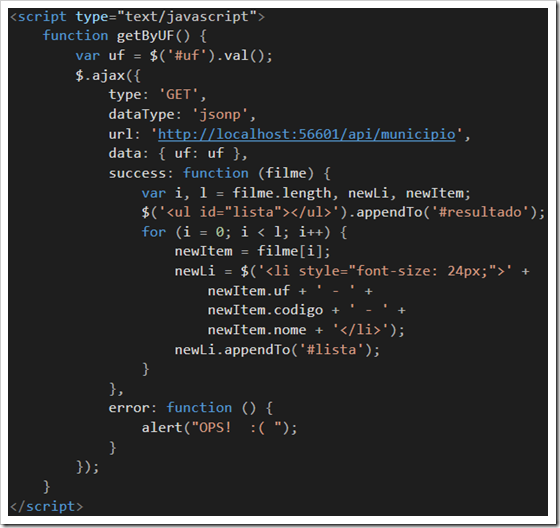 <script type="text/javascript">
    function getByUF() {
        var uf = $('#uf').val();
        $.ajax({
            type: 'GET',
            dataType: 'jsonp',
            url: 'http://localhost:56601/api/municipio',
            data: { uf: uf },
            success: function (filme) {
                var i, l = filme.length, newLi, newItem;
                $('<ul id="lista"></ul>').appendTo('#resultado');
                for (i = 0; i < l; i++) {
                    newItem = filme[i];
                    newLi = $('<li style="font-size: 24px;">' +
                        newItem.uf + ' - ' +
                        newItem.codigo + ' - ' +
                        newItem.nome + '</li>');
                    newLi.appendTo('#lista');
                }
            },
            error: function () {
                alert("OPS!  :( ");
            }
        });
    }
</script>